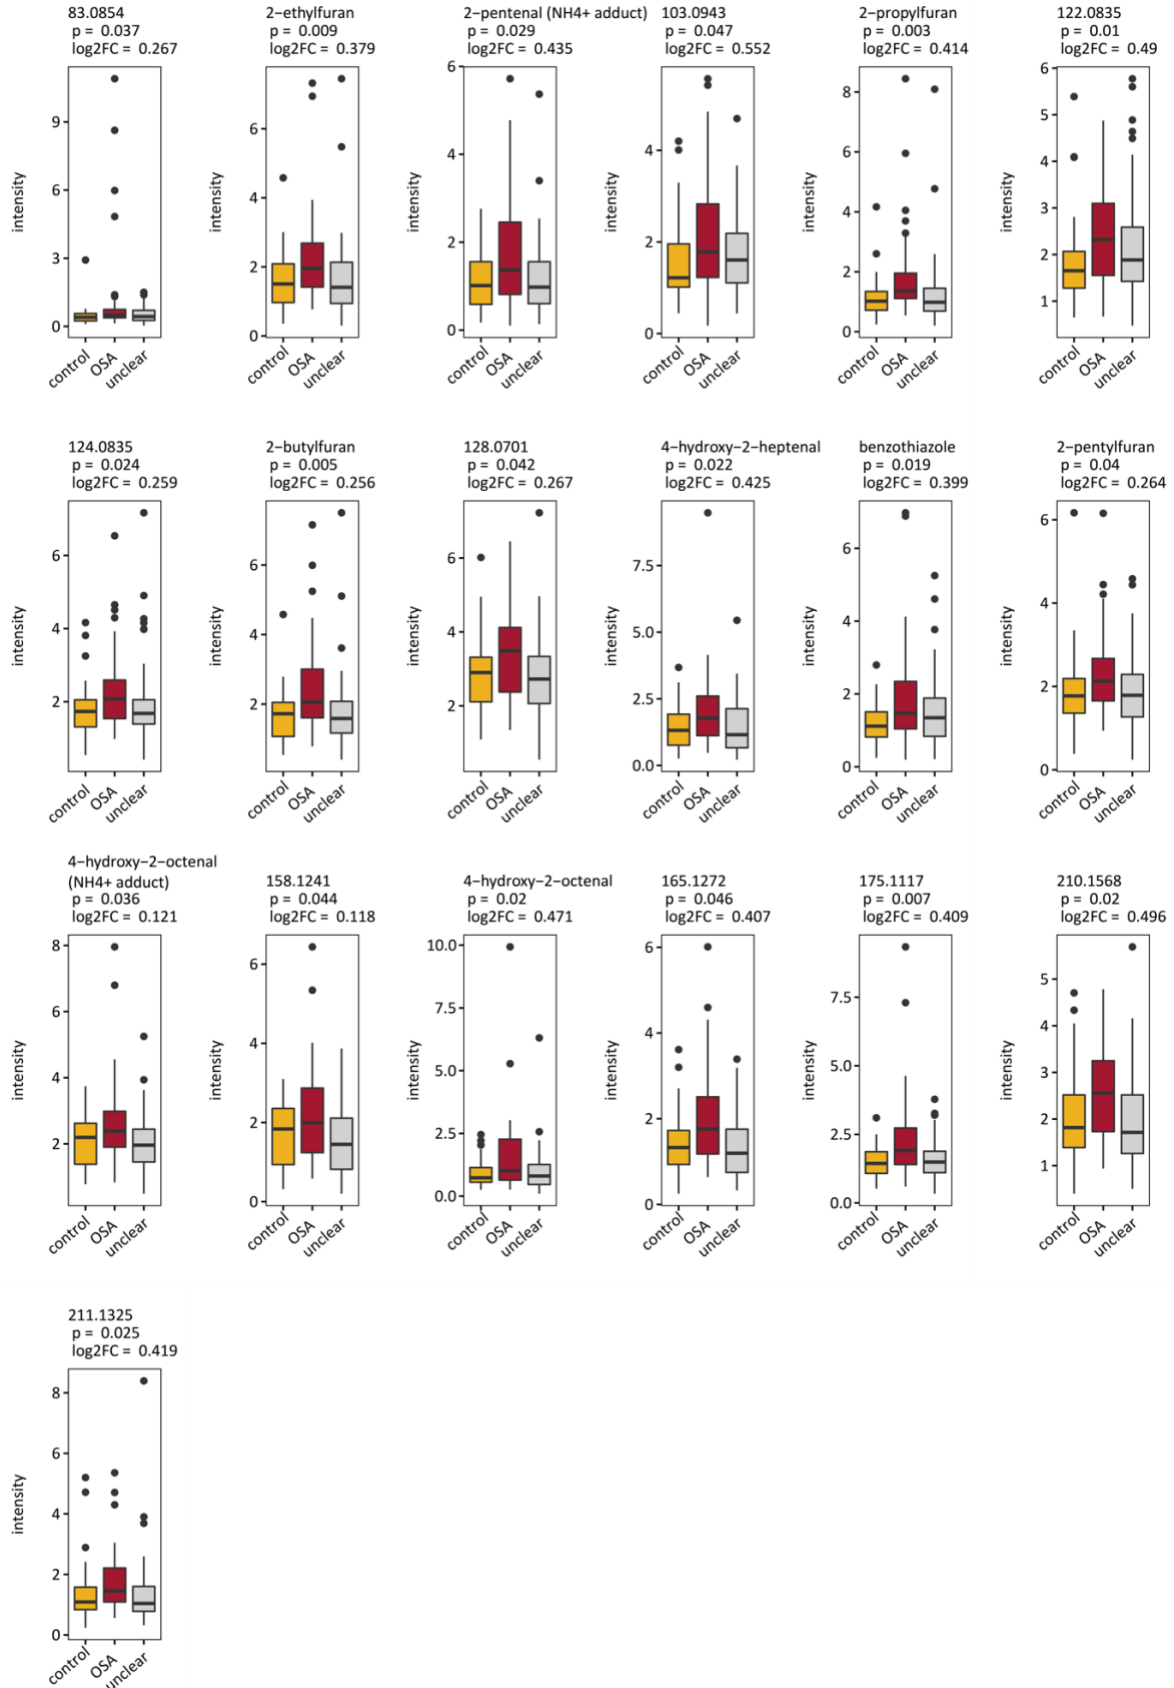 83.0854
p = 0.037
log2FC = 0.267
2−ethylfuran
p = 0.009
log2FC = 0.379
2−pentenal (NH4+ adduct)
p = 0.029
log2FC = 0.435
103.0943
p = 0.047
log2FC = 0.552
2−propylfuran
p = 0.003
log2FC = 0.414
122.0835
p = 0.01
log2FC = 0.49
intensity
9
6
3
0
control
OSA
unclear
intensity
6
4
2
0
control
OSA
unclear
intensity
6
4
2
0
control
OSA
unclear
intensity
4
2
0
control
OSA
unclear
intensity
8
6
4
2
0
control
OSA
unclear
intensity
6
5
4
3
2
1
control
OSA
unclear
124.0835
p = 0.024
log2FC = 0.259
2−butylfuran
p = 0.005
log2FC = 0.256
128.0701
p = 0.042
log2FC = 0.267
4−hydroxy−2−heptenal
p = 0.022
log2FC = 0.425
benzothiazole
p = 0.019
log2FC = 0.399
2−pentylfuran
p = 0.04
log2FC = 0.264
intensity
6
4
2
control
OSA
unclear
intensity
6
4
2
control
OSA
unclear
intensity
6
4
2
control
OSA
unclear
intensity
7.5
5.0
2.5
0.0
control
OSA
unclear
intensity
6
4
2
0
control
OSA
unclear
intensity
6
4
2
0
control
OSA
unclear
4−hydroxy−2−octenal
(NH4+ adduct)
p = 0.036
log2FC = 0.121
158.1241
p = 0.044
log2FC = 0.118
4−hydroxy−2−octenal
p = 0.02
log2FC = 0.471
165.1272
p = 0.046
log2FC = 0.407
175.1117
p = 0.007
log2FC = 0.409
210.1568
p = 0.02
log2FC = 0.496
intensity
8
6
4
2
control
OSA
unclear
intensity
6
4
2
0
control
OSA
unclear
intensity
10.0
7.5
5.0
2.5
0.0
control
OSA
unclear
intensity
6
4
2
0
control
OSA
unclear
intensity
7.5
5.0
2.5
0.0
control
OSA
unclear
intensity
5
4
3
2
1
control
OSA
unclear
211.1325
p = 0.025
log2FC = 0.419
intensity
8
6
4
2
0
control
OSA
unclear